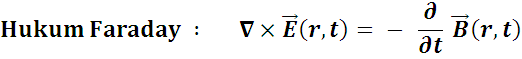 Hukum Faraday : ∇ × E⃗(r, t) = − ∂/∂t B⃗(r, t)